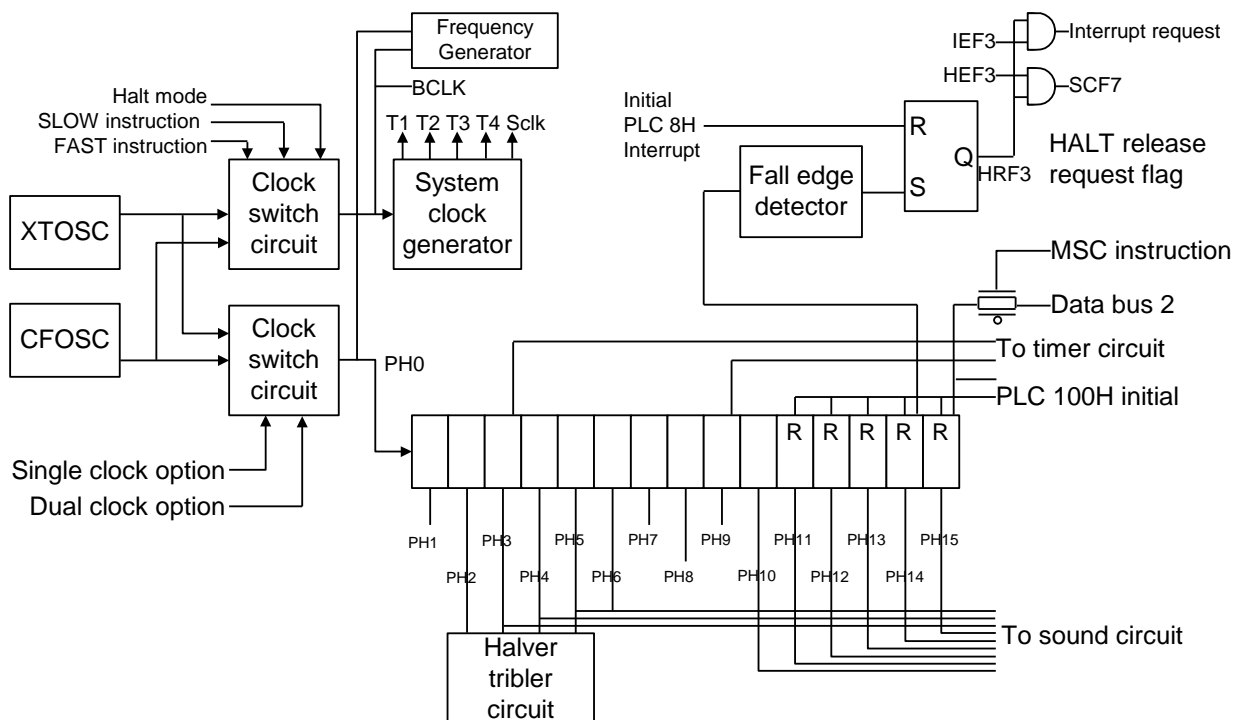 Frequency
Generator
BCLK
Halt mode
SLOW instruction
FAST instruction
T1 T2 T3 T4 Sclk
XTOSC
Clock
switch
circuit
System
clock
generator
CFOSC
Clock
switch
circuit
PH0
Single clock option
Dual clock option
Initial
PLC 8H
Interrupt
Fall edge
detector
R
S
Q
HRF3
IEF3
HEF3
Interrupt request
SCF7
HALT release
request flag
MSC instruction
Data bus 2
To timer circuit
PLC 100H initial
R R R R R
PH1 PH3 PH5 PH7 PH9 PH11 PH13 PH15
PH2 PH4 PH6 PH8 PH10 PH12 PH14
Halver
tribler
circuit
To sound circuit